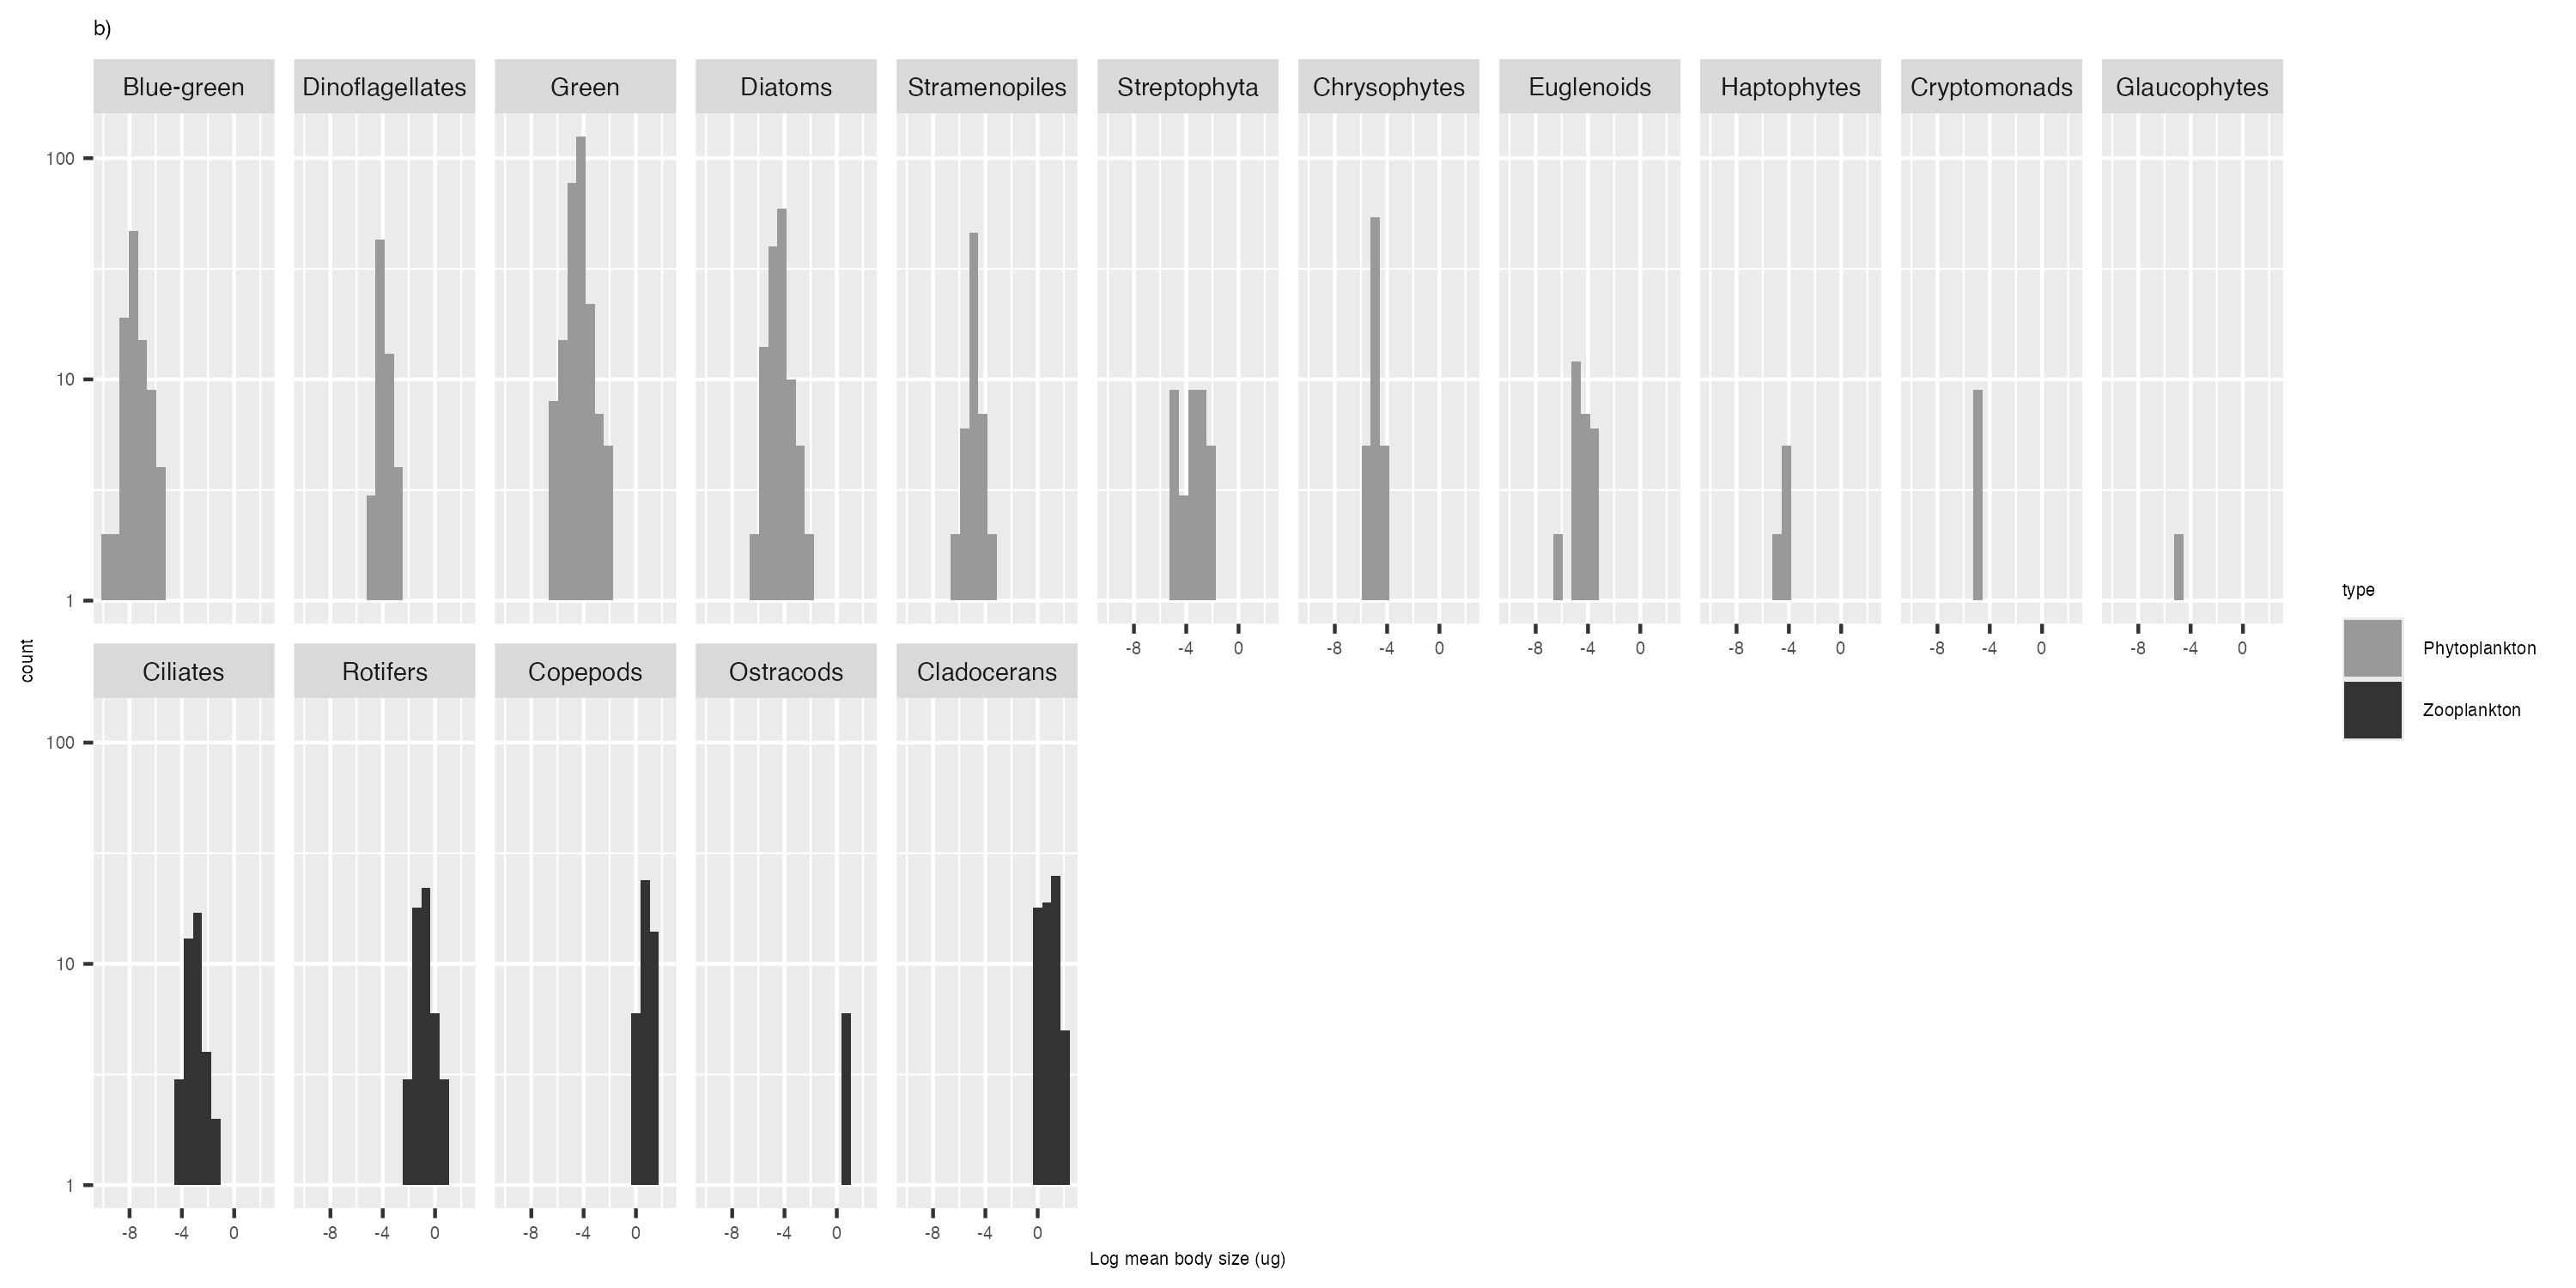 b)
Blue-green Dinoflagellates Green Diatoms Stramenopiles Streptophyta Chrysophytes Euglenoids Haptophytes Cryptomonads Glaucophytes
100
10
1
-8 -4 0 -8 -4 0 -8 -4 0 -8 -4 0 -8 -4 0 -8 -4 0
count
Ciliates Rotifers Copepods Ostracods Cladocerans
100
10
1
-8 -4 0 -8 -4 0 -8 -4 0 -8 -4 0 -8 -4 0
Log mean body size (ug)
type
Phytoplankton
Zooplankton